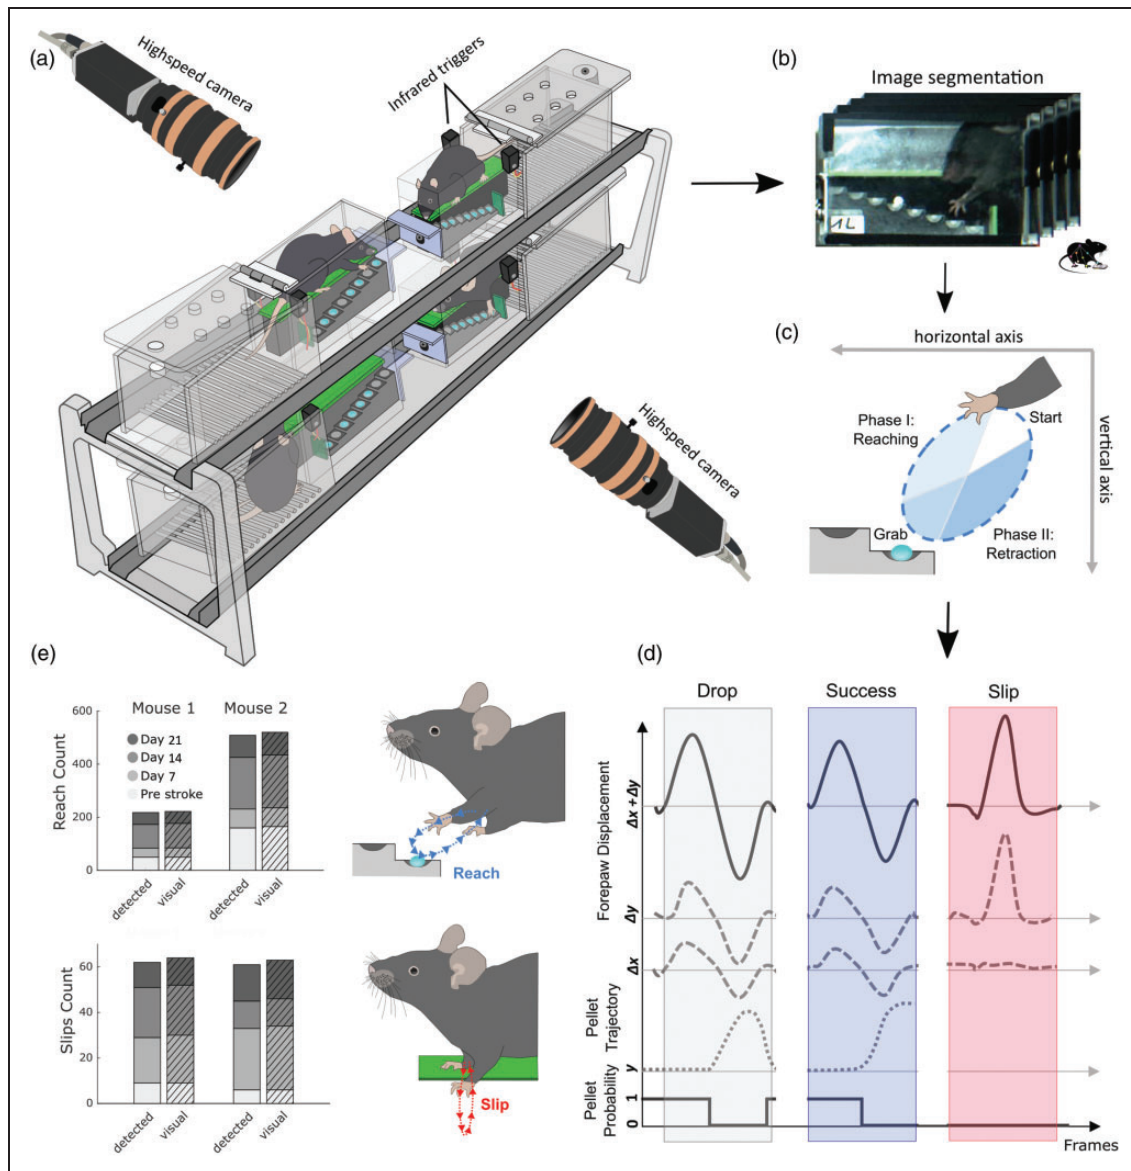 (a)
Highspeed camera
Infrared triggers
Highspeed camera
(b)
Image segmentation
1L
(c)
horizontal axis
vertical axis
Phase I:
Reaching
Start
Grab
Phase II:
Retraction
(e)
Mouse 1
Mouse 2
Day 21
Day 14
Day 7
Pre stroke
Reach Count
600
400
200
0
detected
visual
detected
visual
Reach
Slips Count
60
40
20
0
detected
visual
detected
visual
Slip
(d)
Drop
Success
Slip
Forepaw Displacement
Δx+Δy
Δy
Δx
Pellet
Trajectory
y
Pellet
Probability
1
0
Frames